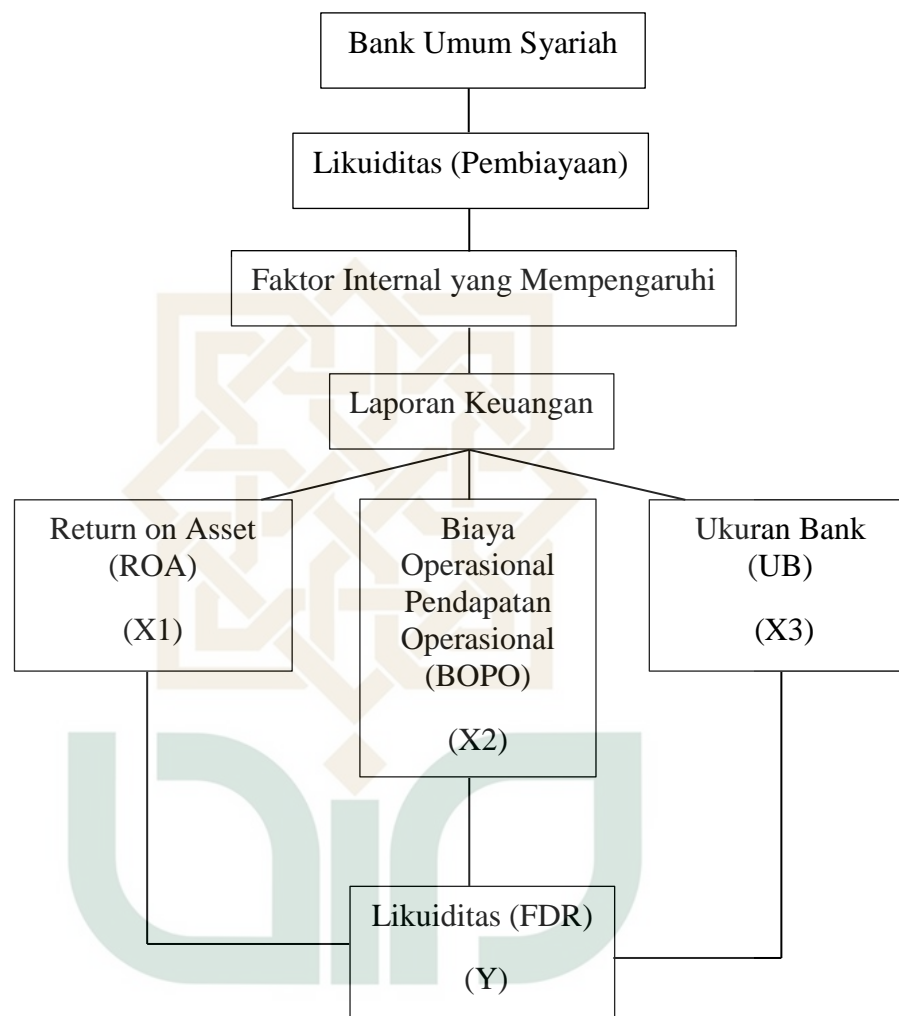 Bank Umum Syariah
Likuiditas (Pembiayaan)
Faktor Internal yang Mempengaruhi
Laporan Keuangan
Return on Asset
(ROA)
(X1)
Biaya
Operasional
Pendapatan
Operasional
(BOPO)
(X2)
Ukuran Bank
(UB)
(X3)
Likuiditas (FDR)
(Y)